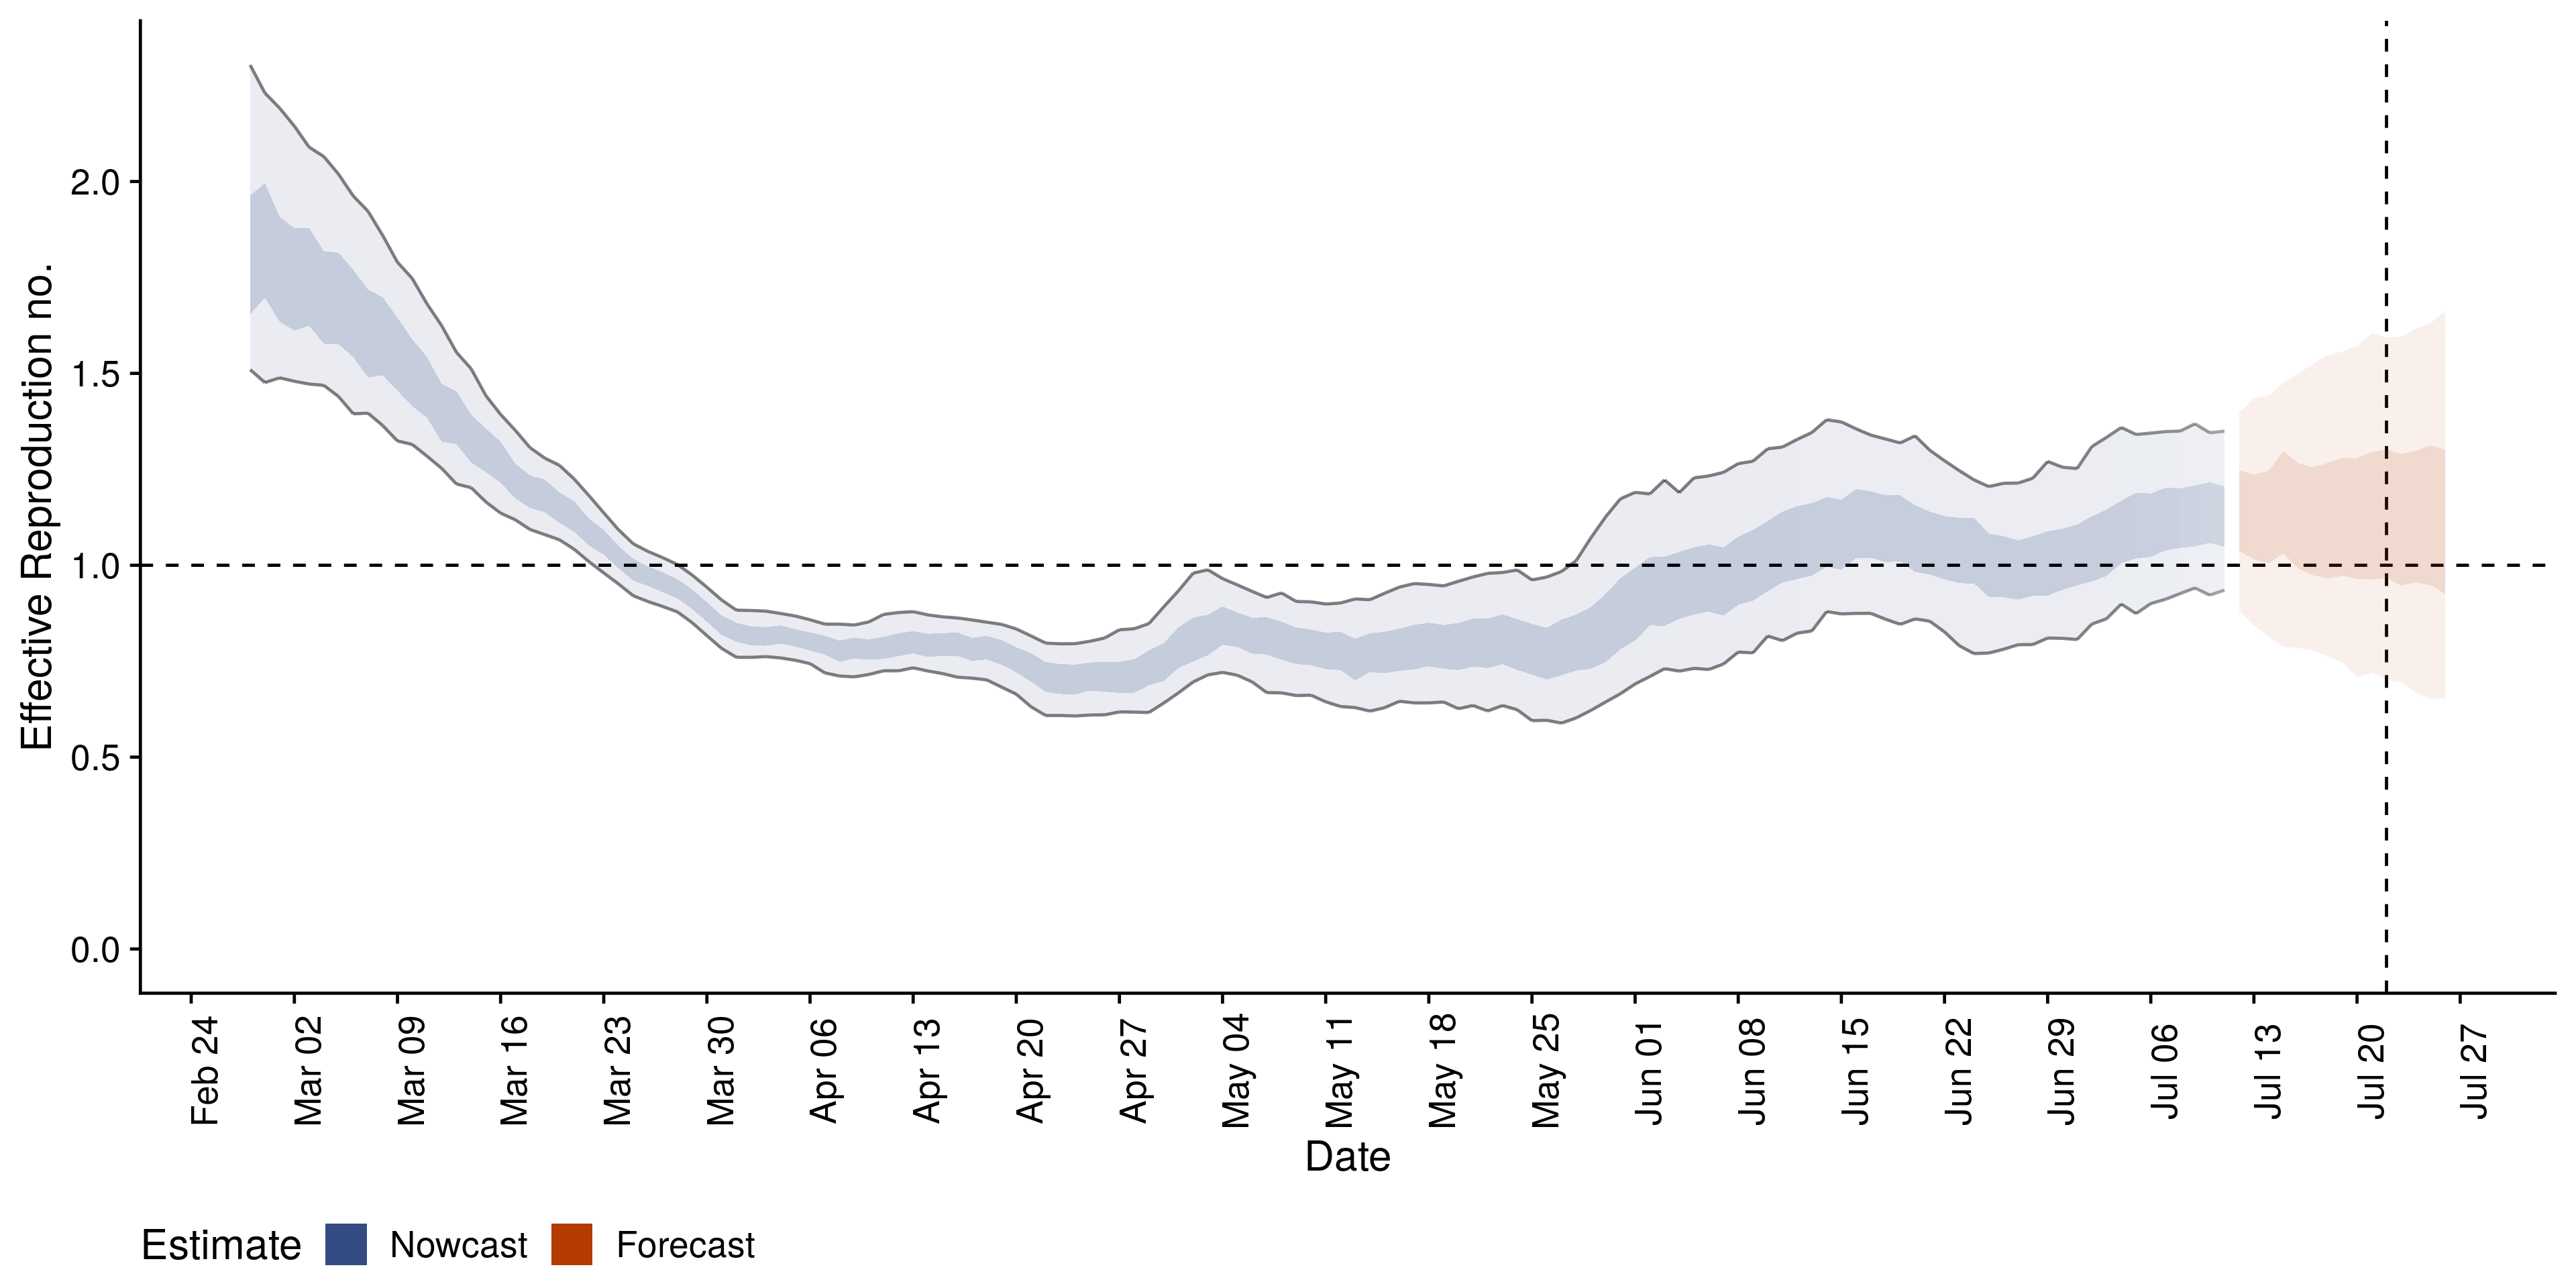 Effective Reproduction no.
2.0
1.5
1.0
0.5
0.0
Feb 24
Mar 02
Mar 09
Mar 16
Mar 23
Mar 30
Apr 06
Apr 13
Apr 20
Apr 27
May 04
May 11
May 18
May 25
Jun 01
Jun 08
Jun 15
Jun 22
Jun 29
Jul 06
Jul 13
Jul 20
Jul 27
Date
Estimate Nowcast Forecast